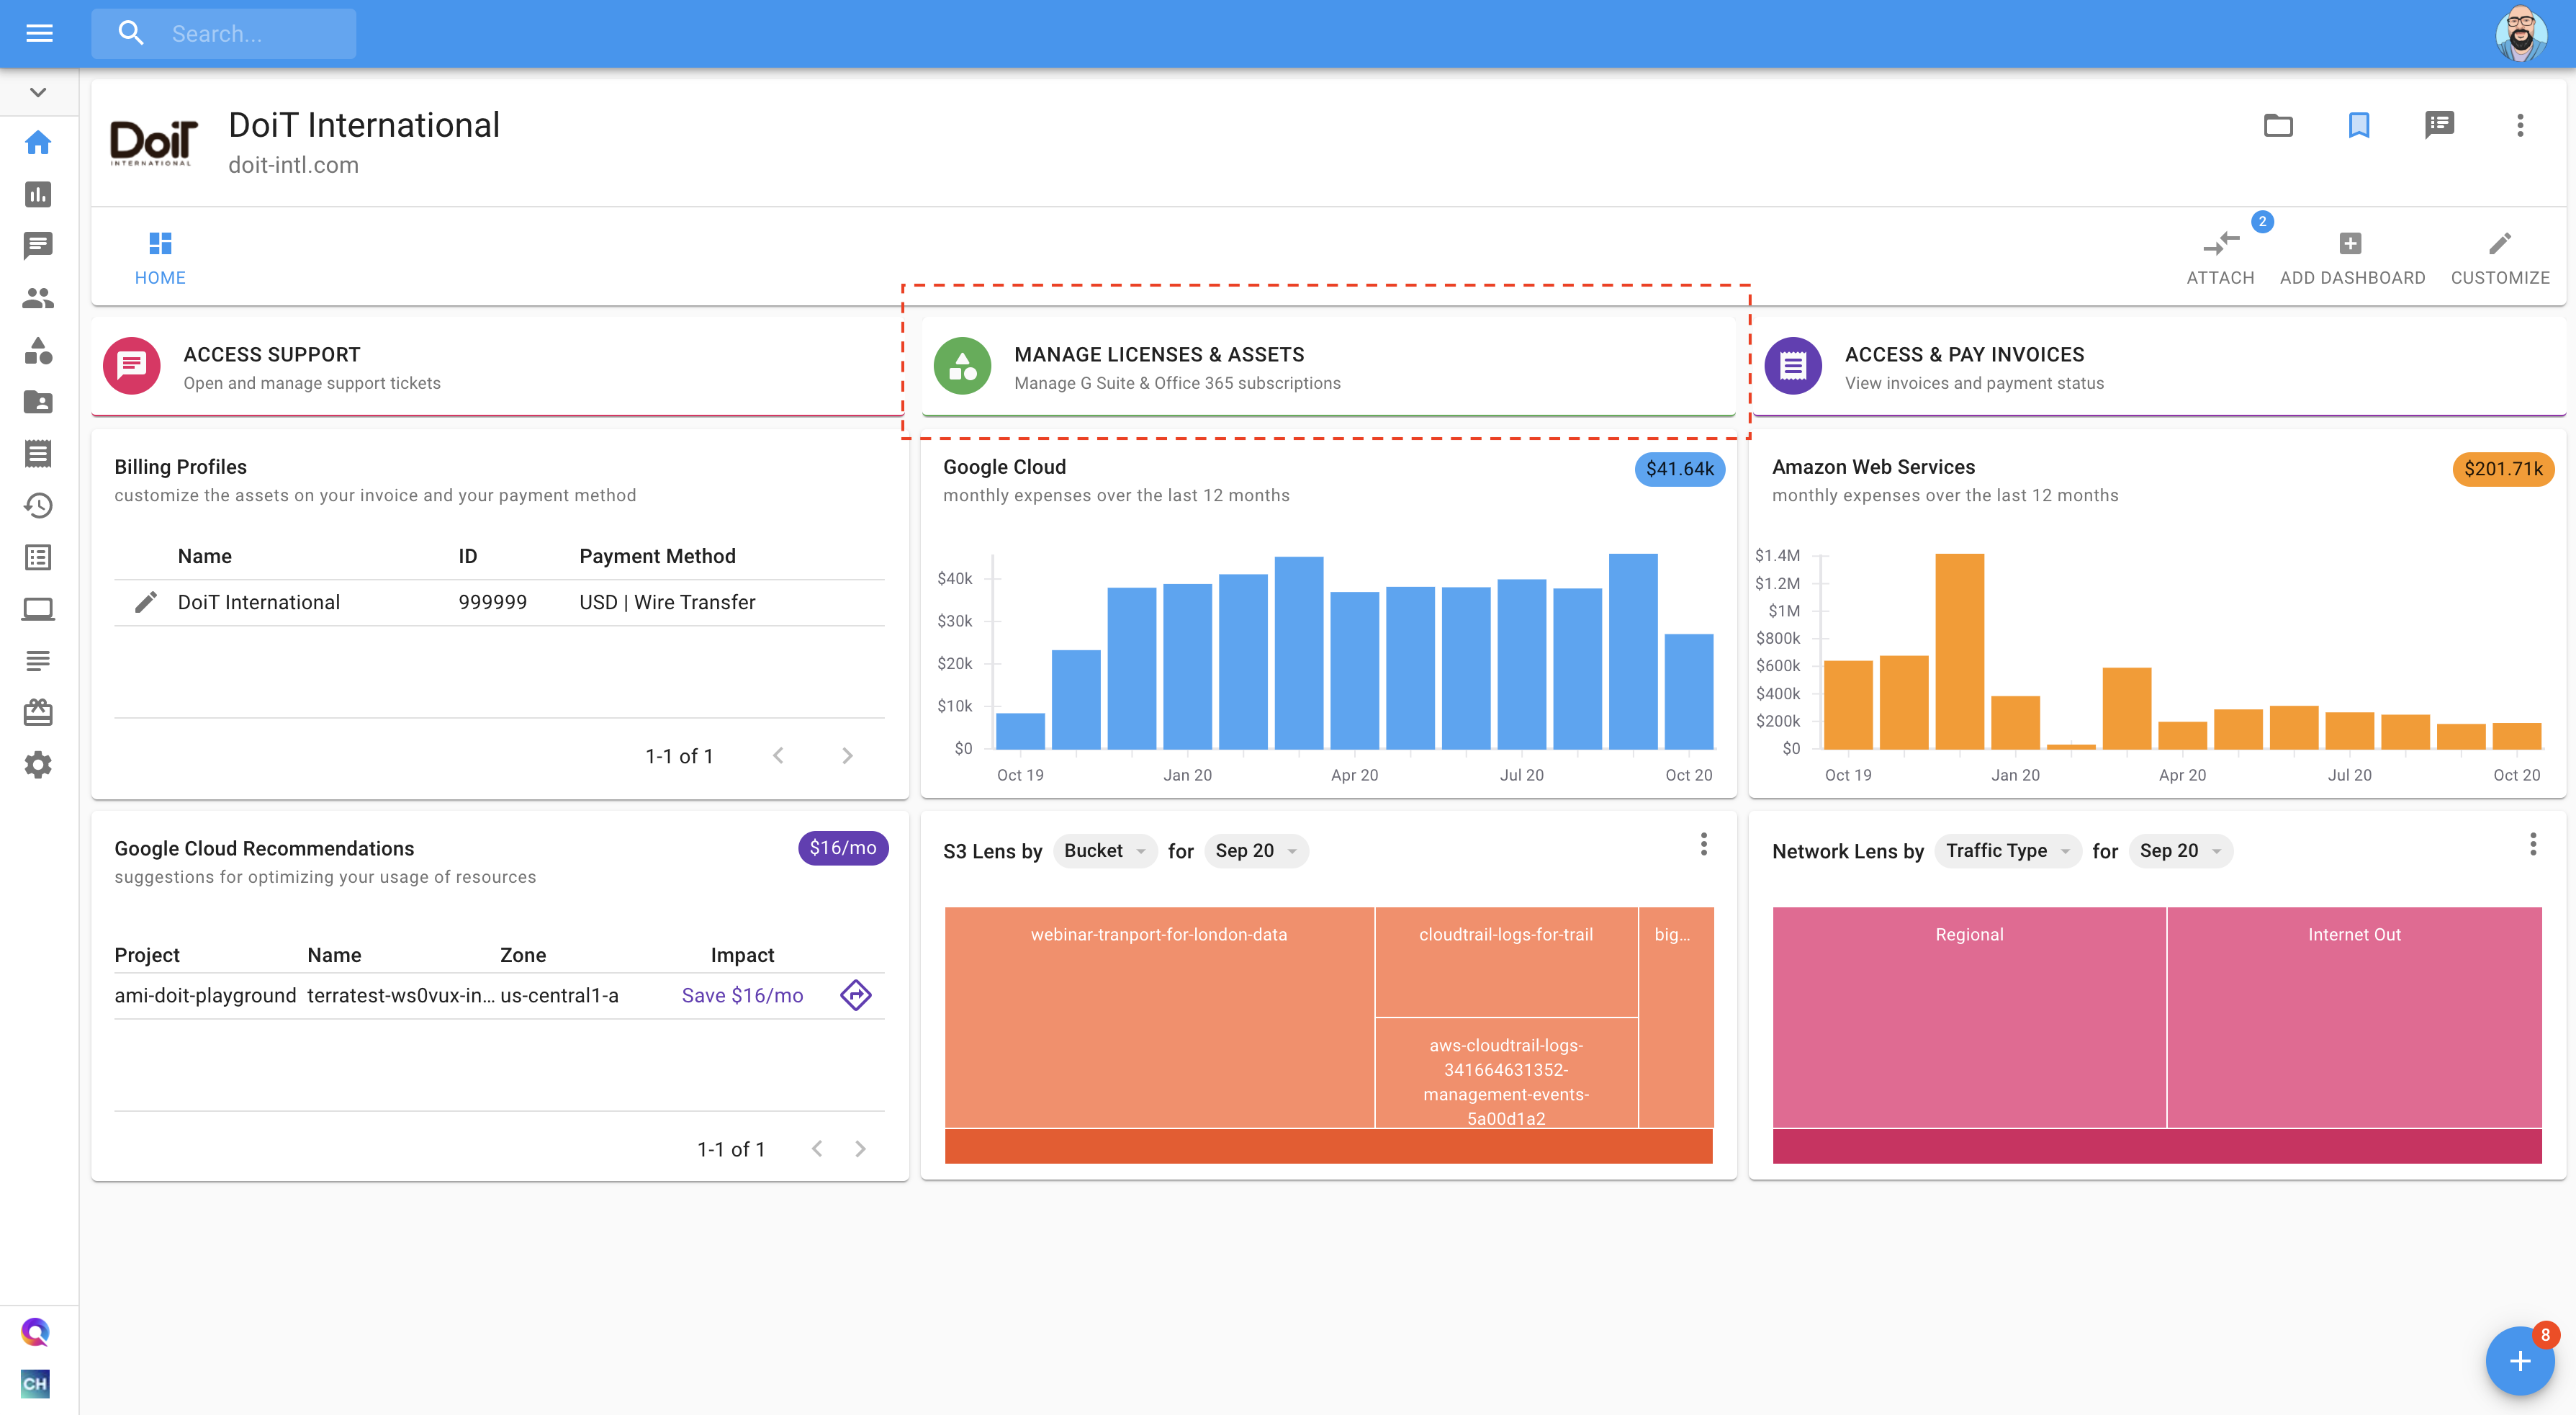 Search...
DoiT
INTERNATIONAL
DoiT International
doit-intl.com
HOME
2
ATTACH
ADD DASHBOARD
CUSTOMIZE
ACCESS SUPPORT
Open and manage support tickets
MANAGE LICENSES & ASSETS
Manage G Suite & Office 365 subscriptions
ACCESS & PAY INVOICES
View invoices and payment status
Billing Profiles
customize the assets on your invoice and your payment method
Name ID Payment Method
DoiT International 999999 USD | Wire Transfer
1-1 of 1
Google Cloud
$41.64k
monthly expenses over the last 12 months
$40k
$30k
$20k
$10k
$0
Oct 19 Jan 20 Apr 20 Jul 20 Oct 20
Amazon Web Services
$201.71k
monthly expenses over the last 12 months
$1.4M
$1.2M
$1M
$800k
$600k
$400k
$200k
$0
Oct 19 Jan 20 Apr 20 Jul 20 Oct 20
Google Cloud Recommendations
$16/mo
suggestions for optimizing your usage of resources
Project Name Zone Impact
ami-doit-playground terratest-ws0vux-in... us-central1-a Save $16/mo
1-1 of 1
S3 Lens by Bucket for Sep 20
webinar-tranport-for-london-data
cloudtrail-logs-for-trail
big...
aws-cloudtrail-logs-
341664631352-
management-events-
5a00d1a2
Network Lens by Traffic Type for Sep 20
Regional
Internet Out
CH
8